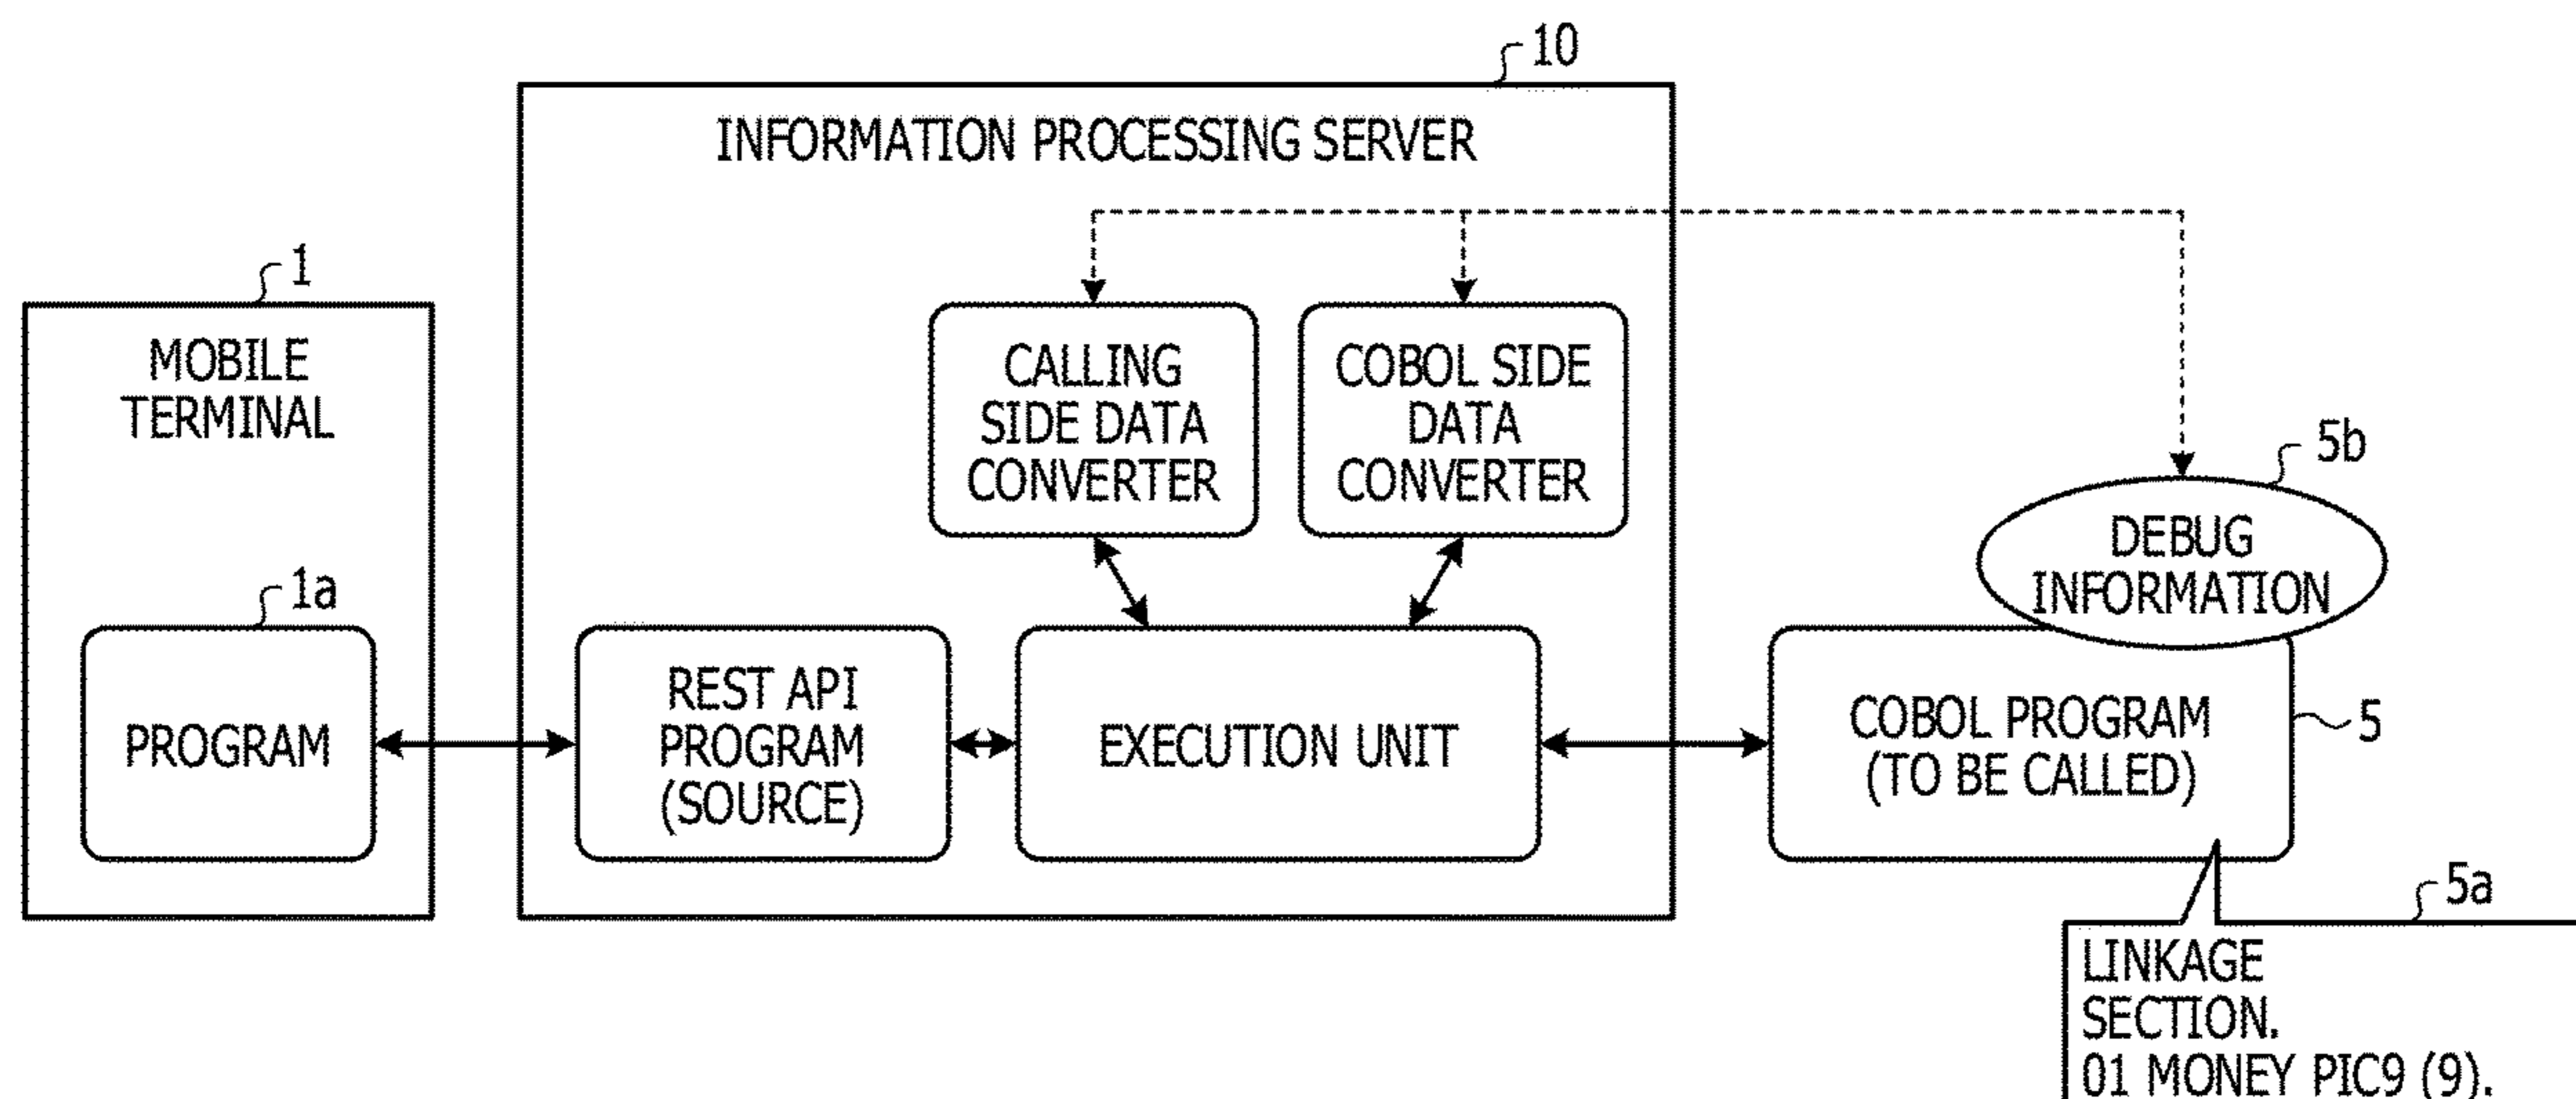 10
INFORMATION PROCESSING SERVER
1
MOBILE
TERMINAL
CALLING
SIDE DATA
CONVERTER
COBOL SIDE
DATA
CONVERTER
5b
DEBUG
INFORMATION
1a
PROGRAM
REST API
PROGRAM
(SOURCE)
EXECUTION UNIT
COBOL PROGRAM
(TO BE CALLED)
5
5a
LINKAGE
SECTION.
01 MONEY PIC9 (9).